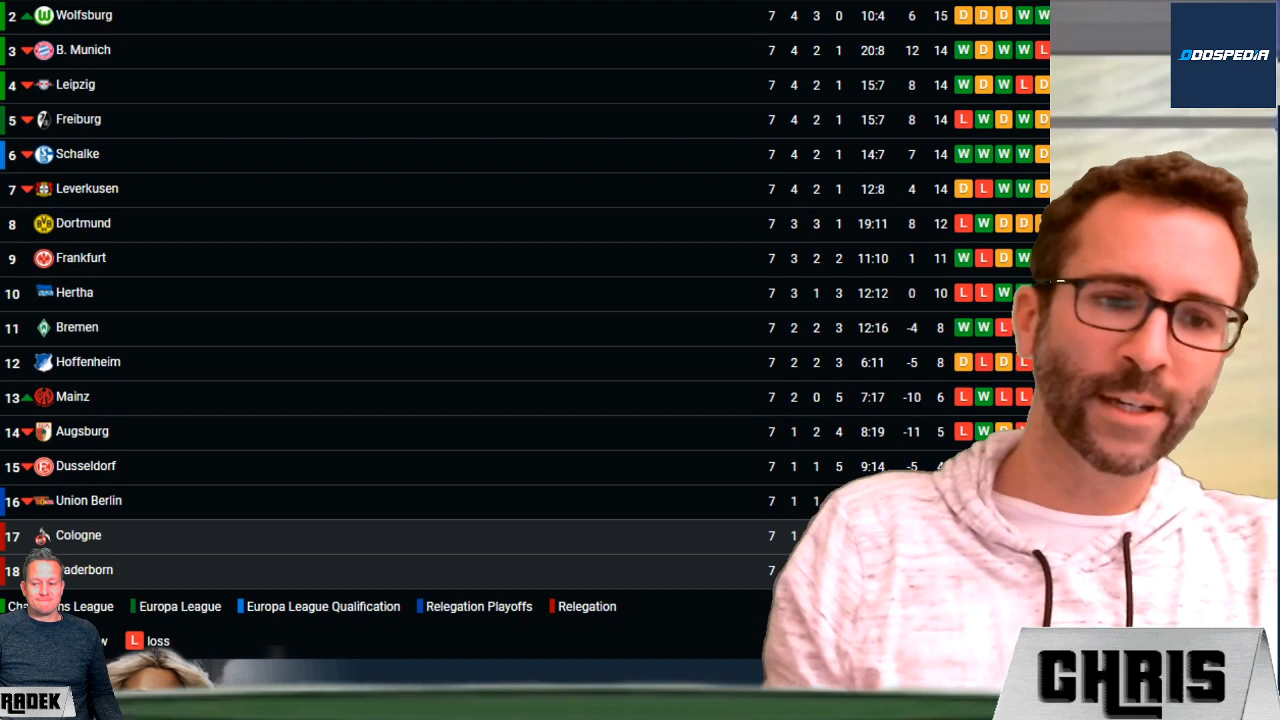 2 Wolfsburg 7 4 3 0 10:4 6 15 D D D W W
ODDSPEDIA
3 B. Munich 7 4 2 1 20:8 12 14 W D W W L
4 Leipzig 7 4 2 1 15:7 8 14 W D W L D
5 Freiburg 7 4 2 1 15:7 8 14 L W D W D
6 Schalke 7 4 2 1 14:7 7 14 W W W W D
7 Leverkusen 7 4 2 1 12:8 4 14 D L W W D
8 Dortmund 7 3 3 1 19:11 8 12 L W D D
9 Frankfurt 7 3 2 2 11:10 1 11 W L D W
10 Hertha 7 3 1 3 12:12 0 10 L L W
11 Bremen 7 2 2 3 12:16 -4 8 W W L
12 Hoffenheim 7 2 2 3 6:11 -5 8 D L D L
13 Mainz 7 2 0 5 7:17 -10 6 L W L L
14 Augsburg 7 1 2 4 8:19 -11 5 L W D
15 Dusseldorf 7 1 1 5 9:14 -5 4
16 Union Berlin 7 1 1
17 Cologne 7 1
18 aderborn 7
Cha ns League Europa League Europa League Qualification Relegation Playoffs Relegation
w L loss
RADEK
CHRIS